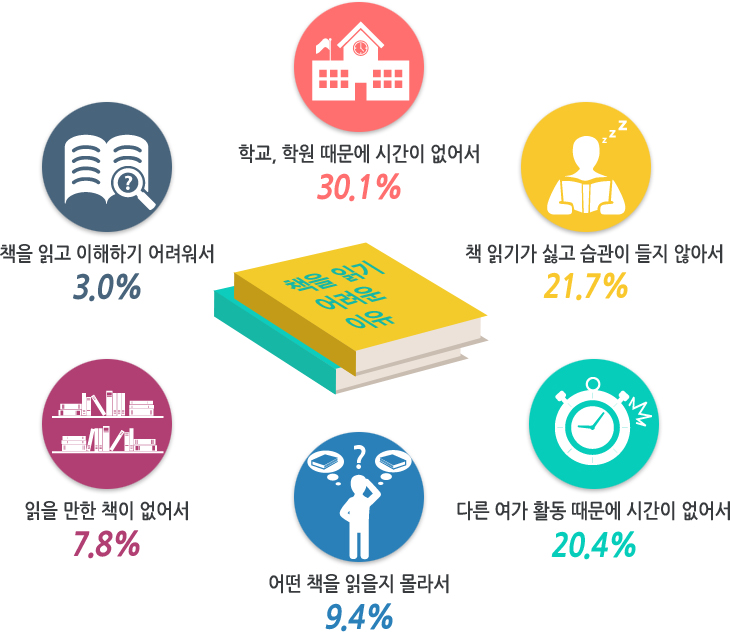 학교, 학원 때문에 시간이 없어서
30.1%
책 읽기가 싫고 습관이 들지 않아서
21.7%
다른 여가 활동 때문에 시간이 없어서
20.4%
어떤 책을 읽을지 몰라서
9.4%
읽을 만한 책이 없어서
7.8%
책을 읽고 이해하기 어려워서
3.0%
책을 읽기
어려운
이유
?
?
z z z